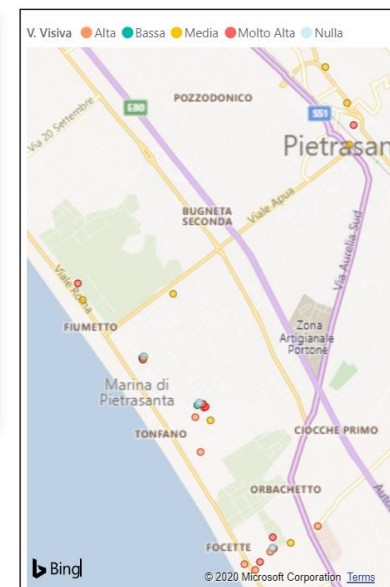 V. Visiva Alta Bassa Media Molto Alta Nulla
E80
POZZODONICO
SS1
Via 20 Settembre
Pietrasan
BUGNETA
SECONDA
Viale Apua
Via Aurelia Sud
Viale Roma
FIUMETTO
Zona
Artigianale
Portone
Marina di
Pietrasanta
TONFANO
CIOCCHE PRIMO
ORBACHETTO
Auto
FOCETTE
Bing
© 2020 Microsoft Corporation Terms